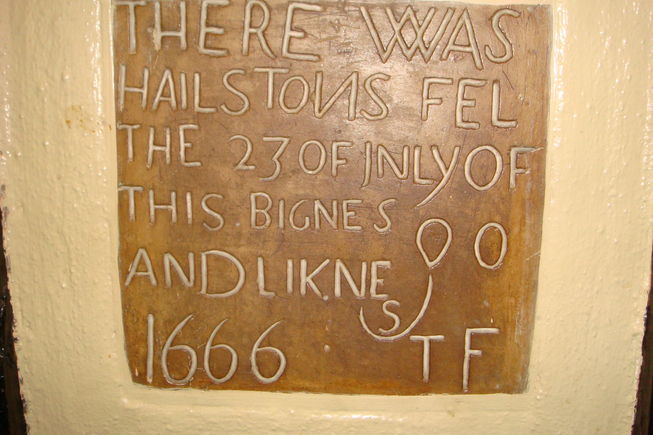 THERE WAS
HAILSTONS FEL
THE 23 OF JNLY OF
THIS BIGNES
AND LIKNES
1666 TF